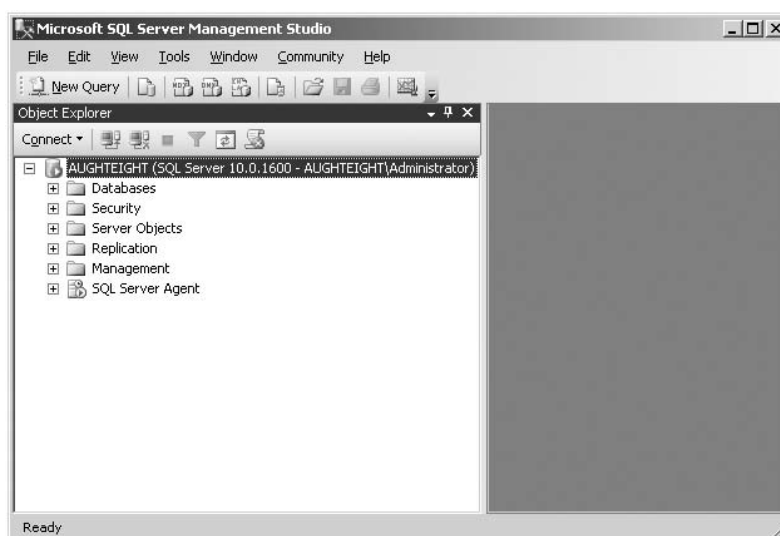 Microsoft SQL Server Management Studio
File Edit View Tools Window Community Help
New Query
Object Explorer
Connect
AUGHTEIGHT (SQL Server 10.0.1600 - AUGHTEIGHT\Administrator)
Databases
Security
Server Objects
Replication
Management
SQL Server Agent
Ready